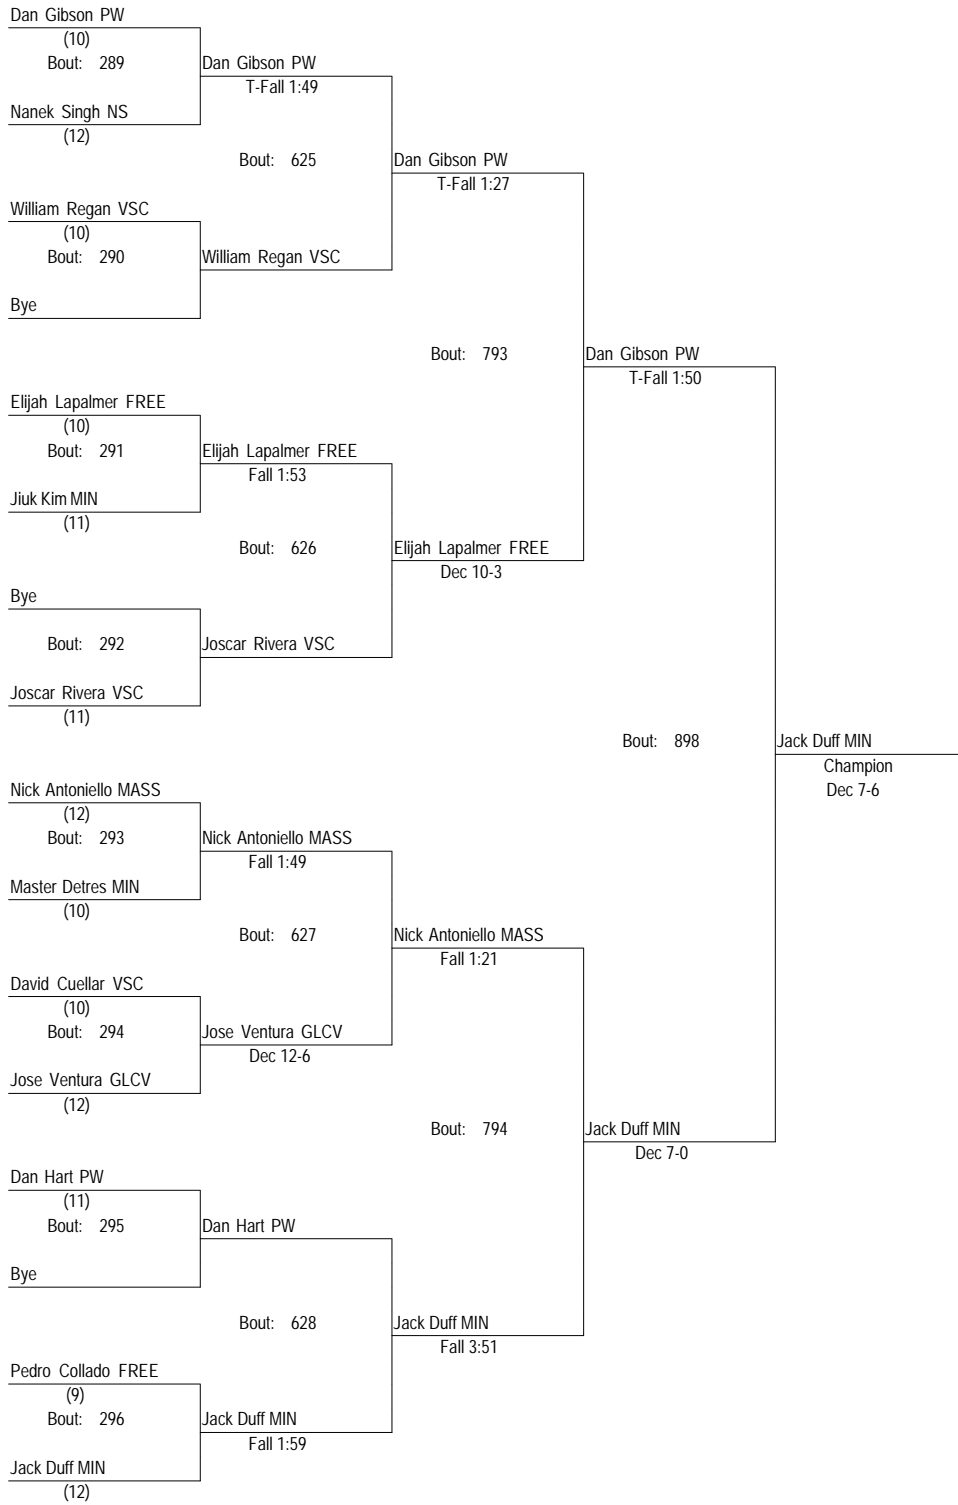 Dan Gibson PW
(10)
Bout: 289
Dan Gibson PW
T-Fall 1:49
Nanek Singh NS
(12)
Bout: 625
Dan Gibson PW
T-Fall 1:27
William Regan VSC
(10)
Bout: 290
William Regan VSC
Bye
Bout: 793
Dan Gibson PW
T-Fall 1:50
Elijah Lapalmer FREE
(10)
Bout: 291
Elijah Lapalmer FREE
Fall 1:53
Jiuk Kim MIN
(11)
Bout: 626
Elijah Lapalmer FREE
Dec 10-3
Bye
Bout: 292
Joscar Rivera VSC
Joscar Rivera VSC
(11)
Bout: 898
Jack Duff MIN
Champion
Dec 7-6
Nick Antoniello MASS
(12)
Bout: 293
Nick Antoniello MASS
Fall 1:49
Master Detres MIN
(10)
Bout: 627
Nick Antoniello MASS
Fall 1:21
David Cuellar VSC
(10)
Bout: 294
Jose Ventura GLCV
Dec 12-6
Jose Ventura GLCV
(12)
Bout: 794
Jack Duff MIN
Dec 7-0
Dan Hart PW
(11)
Bout: 295
Dan Hart PW
Bye
Bout: 628
Jack Duff MIN
Fall 3:51
Pedro Collado FREE
(9)
Bout: 296
Jack Duff MIN
Fall 1:59
Jack Duff MIN
(12)